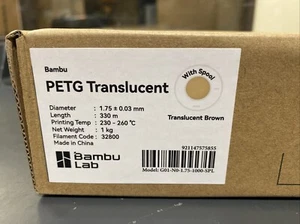 Bambu
PETG Translucent
With Spool
Translucent Brown
Diameter : 1.75 ± 0.03 mm
Length : 330 m
Printing Temp : 230 - 260 °C
Net Weight : 1 kg
Filament Code : 32800
Made in China
Bambu
Lab
921147575855
Model: G01-N0-1.75-1000-SPL